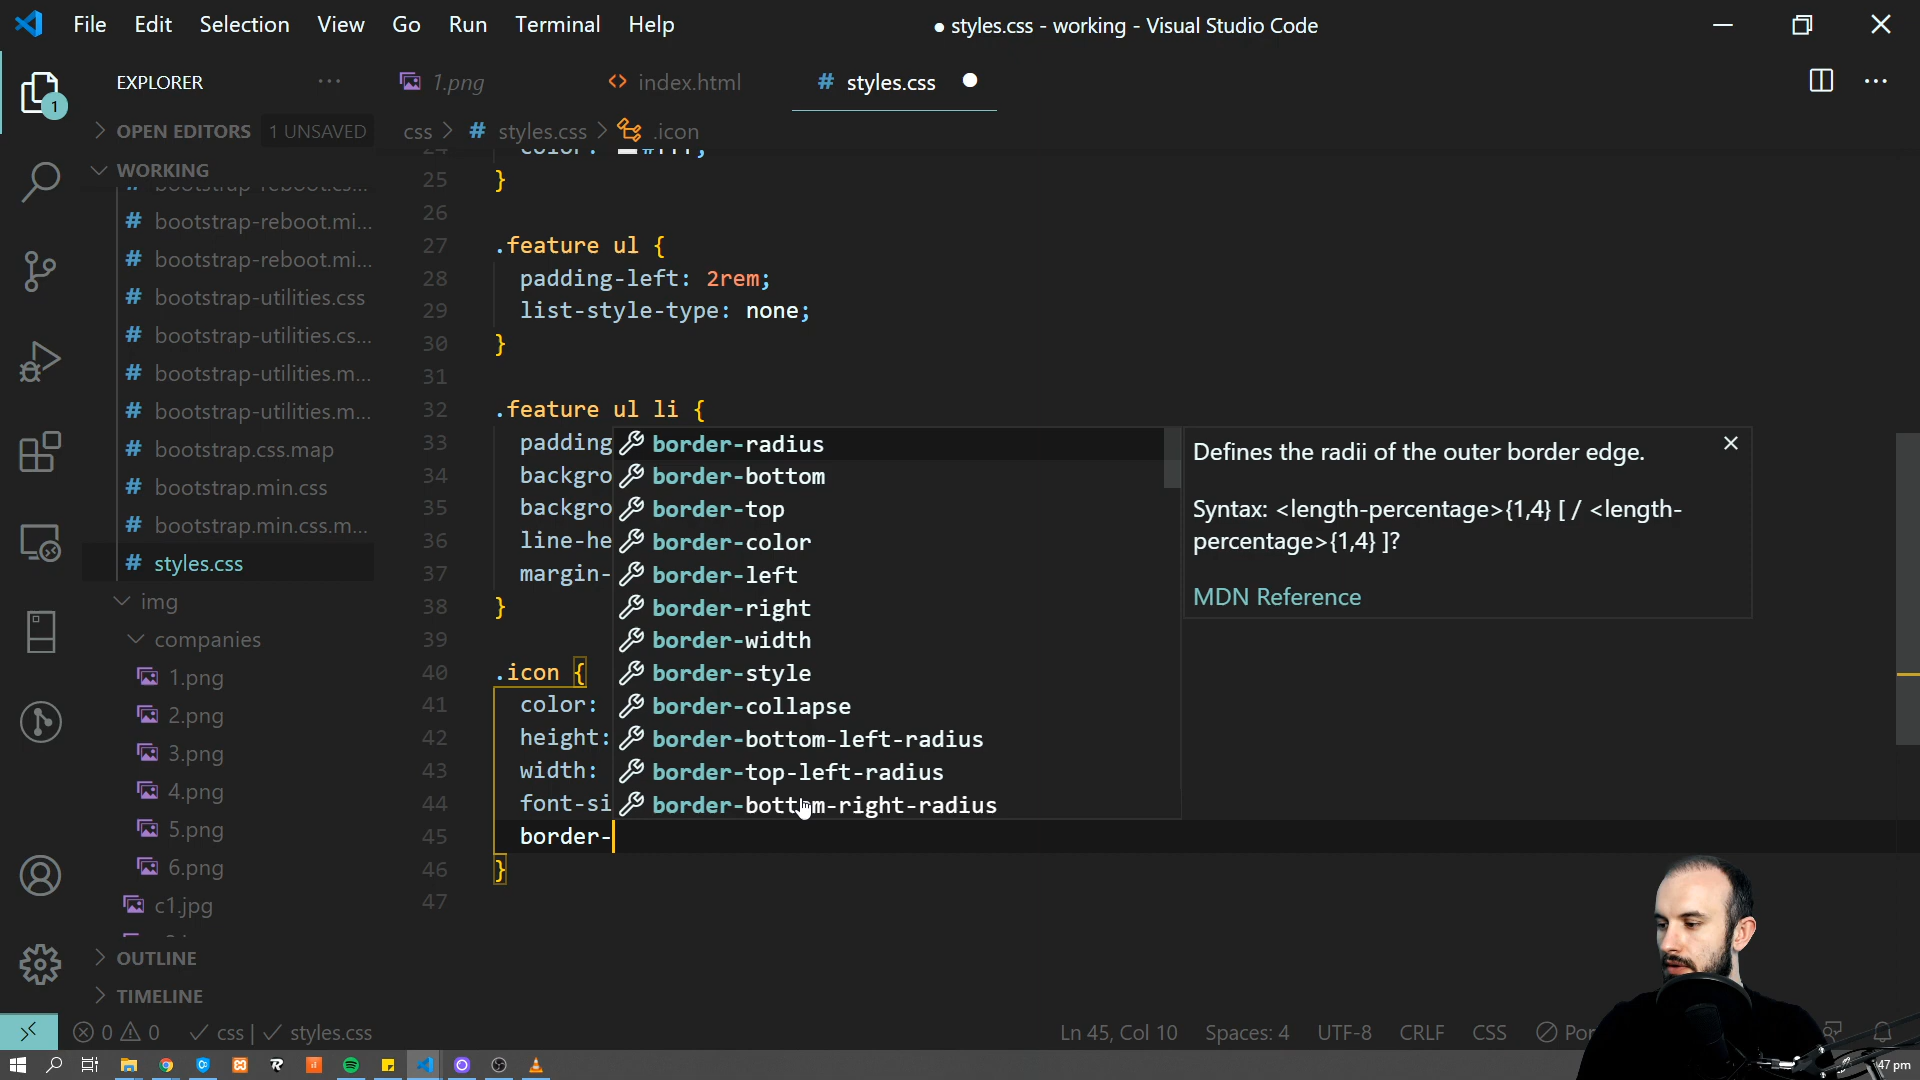 File Edit Selection View Go Run Terminal Help
● styles.css - working - Visual Studio Code
EXPLORER ...
1.png
<> index.html
# styles.css ●
1
OPEN EDITORS 1 UNSAVED
css > # styles.css > .icon
WORKING
# bootstrap-reboot.mi...
# bootstrap-reboot.mi...
# bootstrap-utilities.css
# bootstrap-utilities.cs...
# bootstrap-utilities.m...
# bootstrap-utilities.m...
# bootstrap.css.map
# bootstrap.min.css
# bootstrap.min.css.m...
# styles.css
img
companies
1.png
2.png
3.png
4.png
5.png
6.png
c1.jpg
OUTLINE
TIMELINE
25 }
26
27 .feature ul {
28 padding-left: 2rem;
29 list-style-type: none;
30 }
31
32 .feature ul li {
33 padding
34 backgro
35 backgro
36 line-he
37 margin-
38 }
39
40 .icon {
41 color:
42 height:
43 width:
44 font-si
45 border-
46 }
47
border-radius
border-bottom
border-top
border-color
border-left
border-right
border-width
border-style
border-collapse
border-bottom-left-radius
border-top-left-radius
border-bottom-right-radius
Defines the radii of the outer border edge.
Syntax: <length-percentage>{1,4} [ / <length-
percentage>{1,4} ]?
MDN Reference
0 0 css | styles.css
Ln 45, Col 10 Spaces: 4 UTF-8 CRLF CSS
47 pm